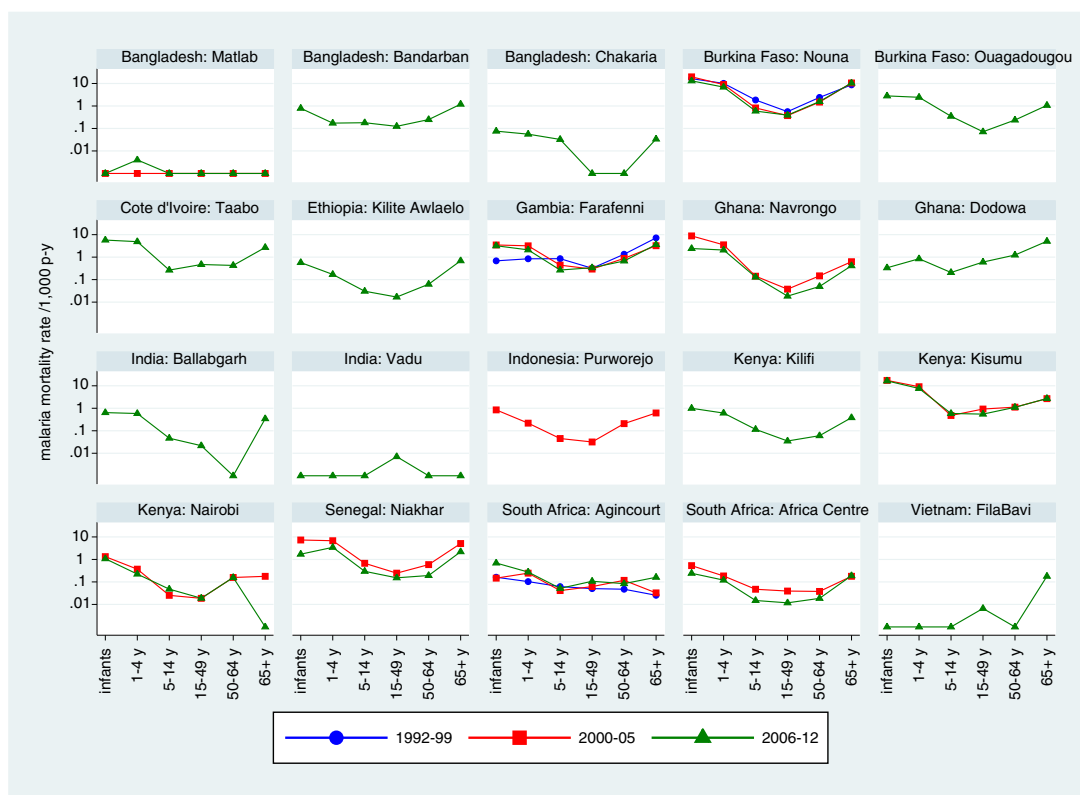 Bangladesh: Matlab
Bangladesh: Bandarban
Bangladesh: Chakaria
Burkina Faso: Nouna
Burkina Faso: Ouagadougou
10
1
.1
.01
Cote d'Ivoire: Taabo
Ethiopia: Kilite Awlaelo
Gambia: Farafenni
Ghana: Navrongo
Ghana: Dodowa
10
1
.1
.01
malaria mortality rate /1,000 p-y
India: Ballabgarh
India: Vadu
Indonesia: Purworejo
Kenya: Kilifi
Kenya: Kisumu
10
1
.1
.01
Kenya: Nairobi
Senegal: Niakhar
South Africa: Agincourt
South Africa: Africa Centre
Vietnam: FilaBavi
10
1
.1
.01
infants
1-4 y
5-14 y
15-49 y
50-64 y
65+ y
infants
1-4 y
5-14 y
15-49 y
50-64 y
65+ y
infants
1-4 y
5-14 y
15-49 y
50-64 y
65+ y
infants
1-4 y
5-14 y
15-49 y
50-64 y
65+ y
infants
1-4 y
5-14 y
15-49 y
50-64 y
65+ y
1992-99
2000-05
2006-12